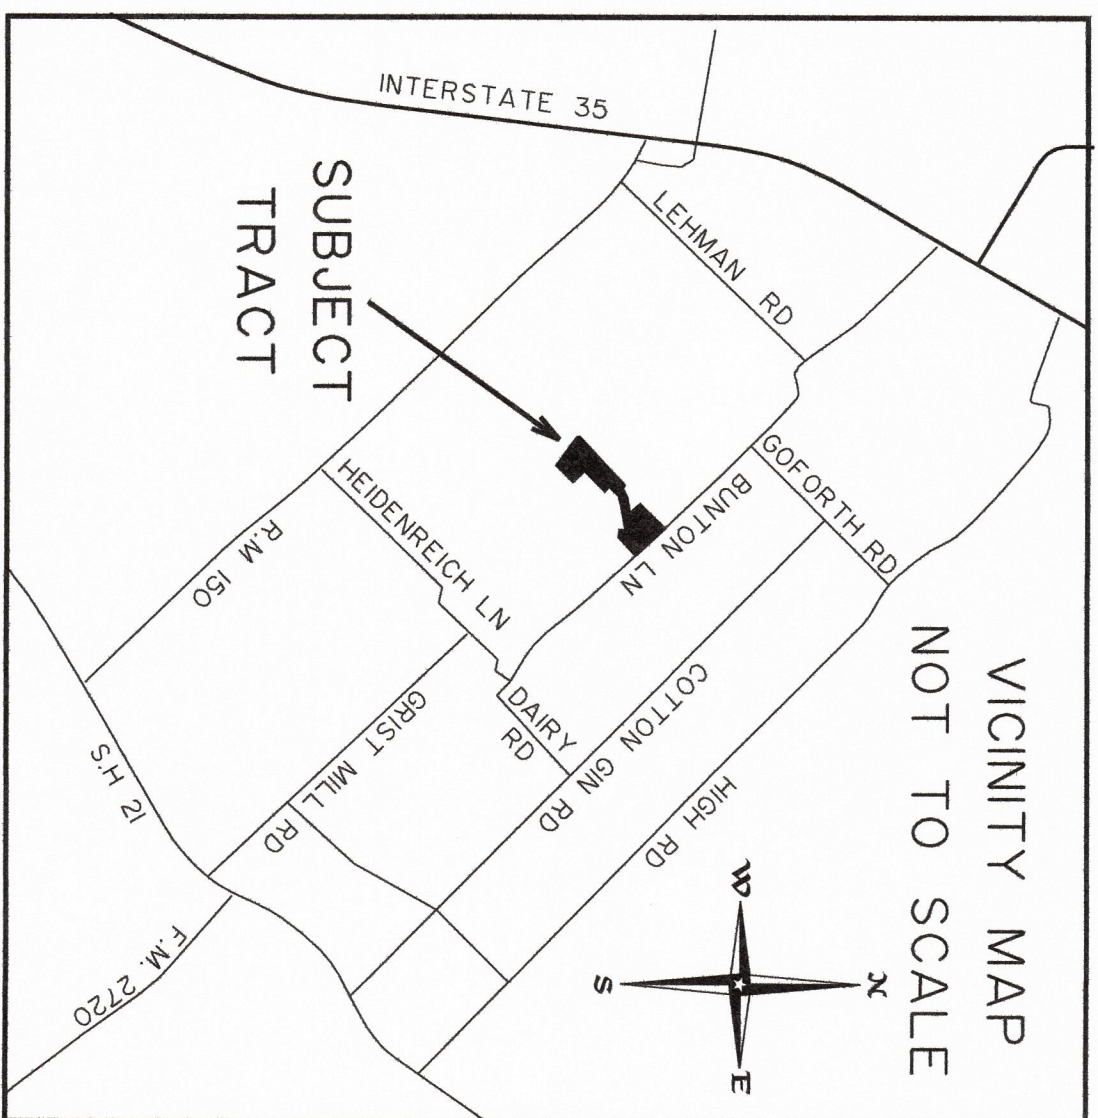 VICINITY MAP
NOT TO SCALE
INTERSTATE 35
LEHMAN RD
GOFORTH RD
BUNTON LN
SUBJECT
TRACT
HEIDENREICH LN
R.M 150
COTTON GIN RD
HIGH RD
DAIRY
RD
GRIST MILL
RD
S.H 21
F.M. 2720
N
W
E
S